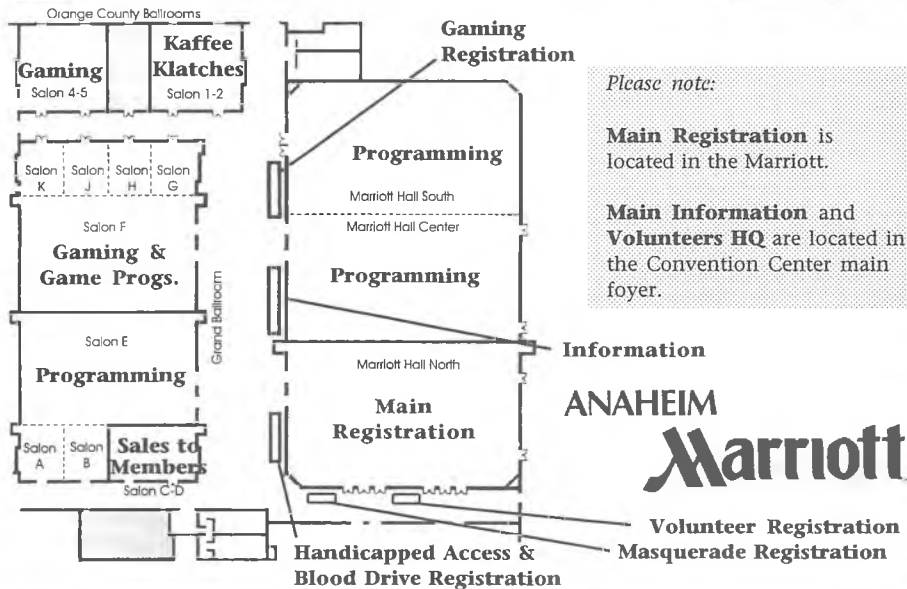 Orange County Ballrooms
Gaming
Salon 4-5
Kaffee
Klatches
Salon 1-2
Gaming
Registration
Salon
K
Salon
J
Salon
H
Salon
G
Salon F
Gaming &
Game Progs.
Grand Ballroom
Salon E
Programming
Salon
A
Salon
B
Sales to
Members
Salon C-D
Programming
Marriott Hall South
Marriott Hall Center
Programming
Marriott Hall North
Main
Registration
Information
Handicapped Access &
Blood Drive Registration
Volunteer Registration
Masquerade Registration
Please note:
Main Registration is
located in the Marriott.
Main Information and
Volunteers HQ are located in
the Convention Center main
foyer.
ANAHEIM
Marriott